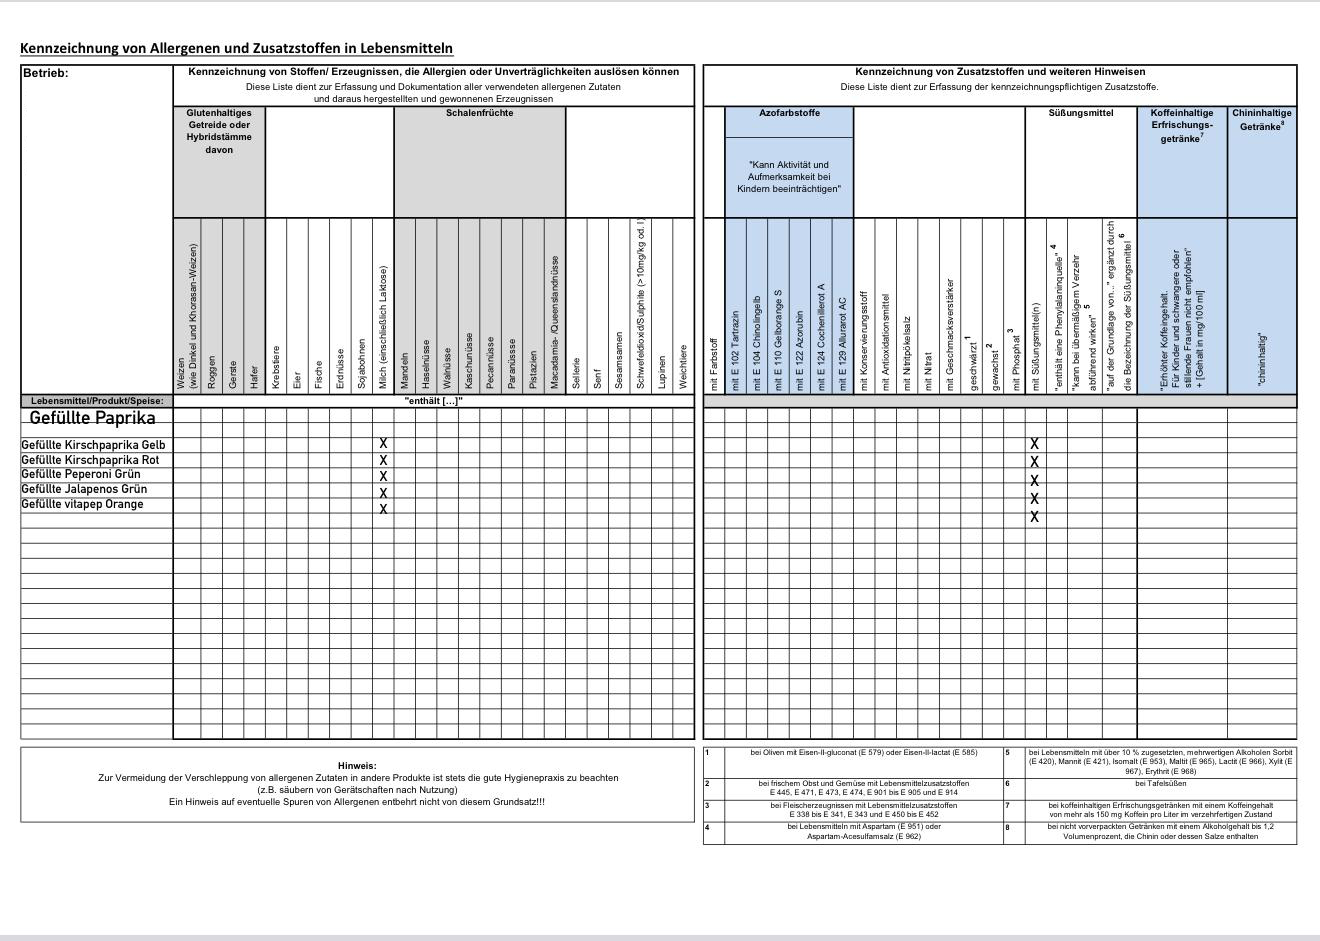 Kennzeichnung von Allergenen und Zusatzstoffen in Lebensmitteln
Betrieb:
Kennzeichnung von Stoffen/ Erzeugnissen, die Allergien oder Unverträglichkeiten auslösen können
Diese Liste dient zur Erfassung und Dokumentation aller verwendeten allergenen Zutaten
und daraus hergestellten und gewonnenen Erzeugnissen
Glutenhaltiges
Getreide oder
Hybridstämme
davon
Schalenfrüchte
Weizen
(wie Dinkel und Khorasan-Weizen)
Roggen
Gerste
Hafer
Krebstiere
Eier
Fische
Erdnüsse
Sojabohnen
Milch (einschließlich Laktose)
Mandeln
Haselnüsse
Walnüsse
Kaschunüsse
Pecannüsse
Paranüssse
Pistazien
Macadamia- /Queenslandnüsse
Sellerie
Senf
Sesamsamen
Schwefeldioxid/Sulphite (>10mg/kg od. l)
Lupinen
Weichtiere
Kennzeichnung von Zusatzstoffen und weiteren Hinweisen
Diese Liste dient zur Erfassung der kennzeichnungspflichtigen Zusatzstoffe.
Azofarbstoffe
"Kann Aktivität und
Aufmerksamkeit bei
Kindern beeinträchtigen"
Süßungsmittel
Koffeinhaltige
Erfrischungs-
getränke7
Chininhaltige
Getränke8
mit Farbstoff
mit E 102 Tartrazin
mit E 104 Chinolingelb
mit E 110 Gelborange S
mit E 122 Azorubin
mit E 124 Cochenillerot A
mit E 129 Allurarot AC
mit Konservierungsstoff
mit Antioxidationsmittel
mit Nitritpökelsalz
mit Nitrat
mit Geschmacksverstärker
geschwärzt 1
gewachst 2
mit Phosphat 3
mit Süßungsmittel(n)
"enthält eine Phenylalaninquelle" 4
"kann bei übermäßigem Verzehr
abführend wirken" 5
"auf der Grundlage von..." ergänzt durch
die Bezeichnung der Süßungsmittel 6
"Erhöhter Koffeingehalt.
Für Kinder und schwangere oder
stillende Frauen nicht empfohlen"
+ [Gehalt in mg/100 ml]
"chininhaltig"
Lebensmittel/Produkt/Speise:
"enthält [...]"
Gefüllte Paprika
Gefüllte Kirschpaprika Gelb X X
Gefüllte Kirschpaprika Rot X X
Gefüllte Peperoni Grün X X
Gefüllte Jalapenos Grün X X
Gefüllte vitapep Orange X X
Hinweis:
Zur Vermeidung der Verschleppung von allergenen Zutaten in andere Produkte ist stets die gute Hygienepraxis zu beachten
(z.B. säubern von Gerätschaften nach Nutzung)
Ein Hinweis auf eventuelle Spuren von Allergenen entbehrt nicht von diesem Grundsatz!!!
1 bei Oliven mit Eisen-II-gluconat (E 579) oder Eisen-II-lactat (E 585)
2 bei frischem Obst und Gemüse mit Lebensmittelzusatzstoffen
E 445, E 471, E 473, E 474, E 901 bis E 905 und E 914
3 bei Fleischerzeugnissen mit Lebensmittelzusatzstoffen
E 338 bis E 341, E 343 und E 450 bis E 452
4 bei Lebensmitteln mit Aspartam (E 951) oder
Aspartam-Acesulfamsalz (E 962)
5 bei Lebensmitteln mit über 10 % zugesetzten, mehrwertigen Alkoholen Sorbit
(E 420), Mannit (E 421), Isomalt (E 953), Maltit (E 965), Lactit (E 966), Xylit (E
967), Erythrit (E 968)
6 bei Tafelsüßen
7 bei koffeinhaltigen Erfrischungsgetränken mit einem Koffeingehalt
von mehr als 150 mg Koffein pro Liter im verzehrfertigen Zustand
8 bei nicht vorverpackten Getränken mit einem Alkoholgehalt bis 1,2
Volumenprozent, die Chinin oder dessen Salze enthalten